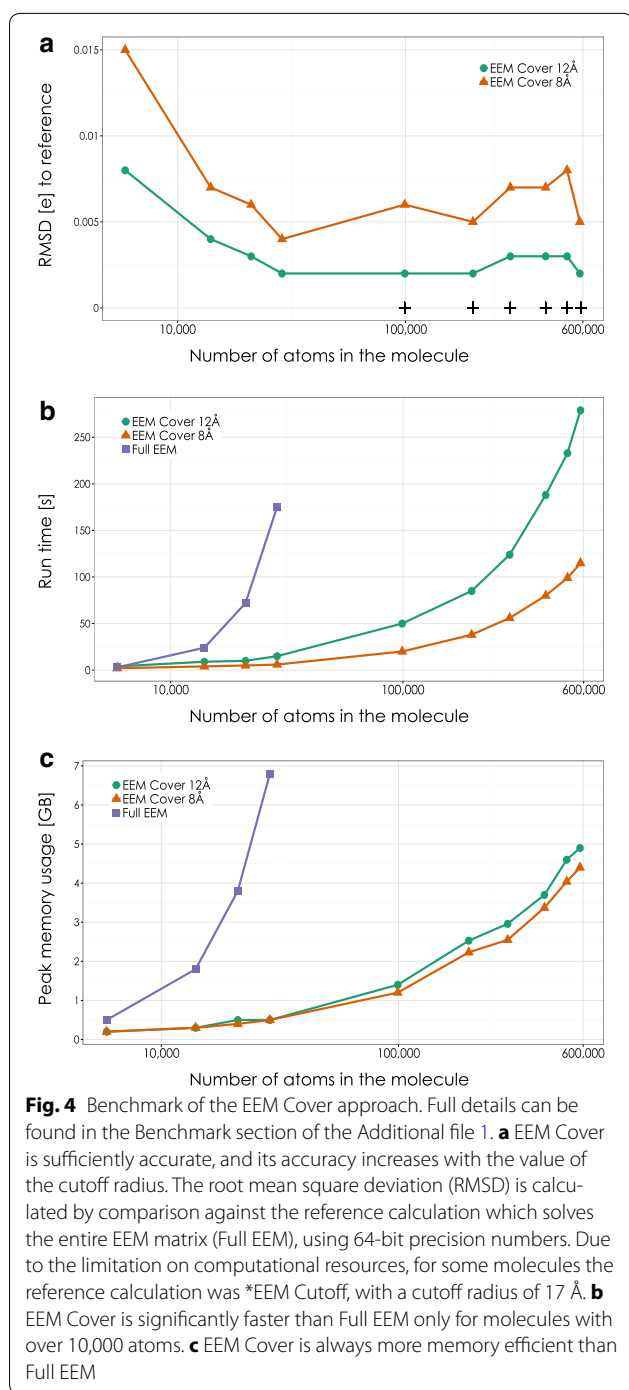 a
0.015
0.01
0.005
0
RMSD [e] to reference
EEM Cover 12Å
EEM Cover 8Å
10,000
100,000
600,000
Number of atoms in the molecule
b
250
200
150
100
50
0
Run time [s]
EEM Cover 12Å
EEM Cover 8Å
Full EEM
10,000
100,000
600,000
Number of atoms in the molecule
c
7
6
5
4
3
2
1
0
Peak memory usage [GB]
EEM Cover 12Å
EEM Cover 8Å
Full EEM
10,000
100,000
600,000
Number of atoms in the molecule
Fig. 4 Benchmark of the EEM Cover approach. Full details can be
found in the Benchmark section of the Additional file 1. a EEM Cover
is sufficiently accurate, and its accuracy increases with the value of
the cutoff radius. The root mean square deviation (RMSD) is calcu-
lated by comparison against the reference calculation which solves
the entire EEM matrix (Full EEM), using 64-bit precision numbers. Due
to the limitation on computational resources, for some molecules the
reference calculation was *EEM Cutoff, with a cutoff radius of 17 Å. b
EEM Cover is significantly faster than Full EEM only for molecules with
over 10,000 atoms. c EEM Cover is always more memory efficient than
Full EEM